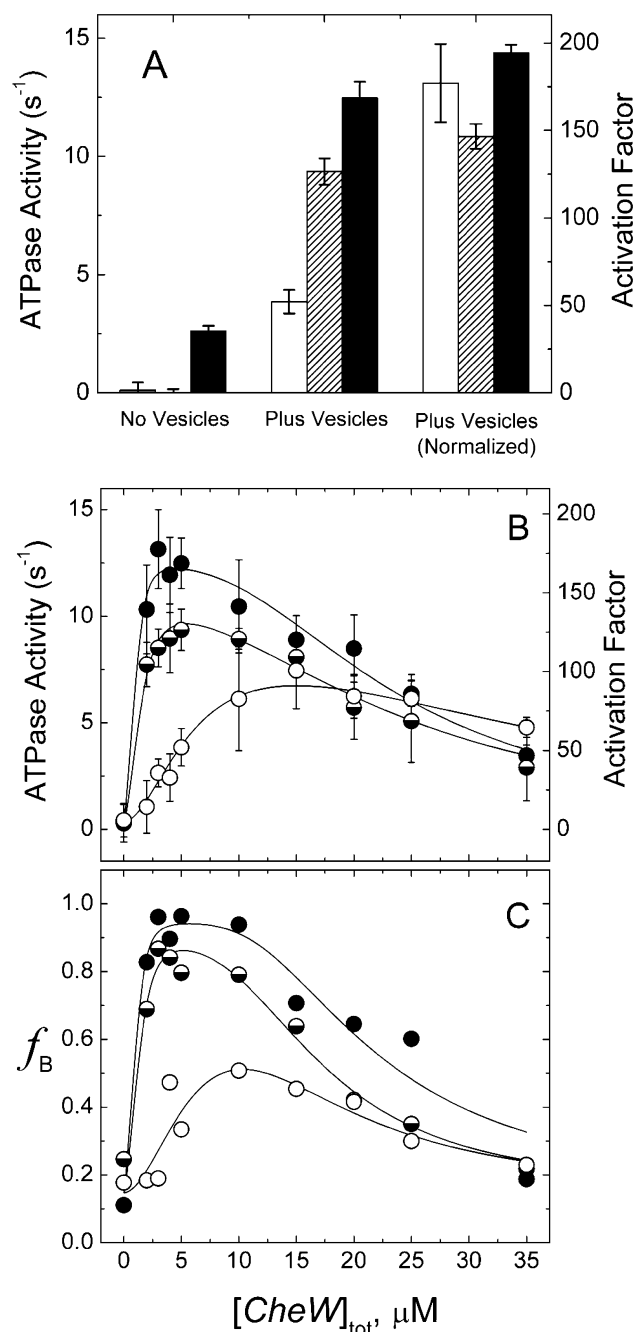 A
ATPase Activity (s⁻¹)
15
10
5
0
200
150
100
50
0
Activation Factor
No Vesicles
Plus Vesicles
Plus Vesicles
(Normalized)
B
ATPase Activity (s⁻¹)
15
10
5
0
200
150
100
50
0
Activation Factor
C
f_B
1.0
0.8
0.6
0.4
0.2
0.0
0 5 10 15 20 25 30 35
[CheW]_tot, μM